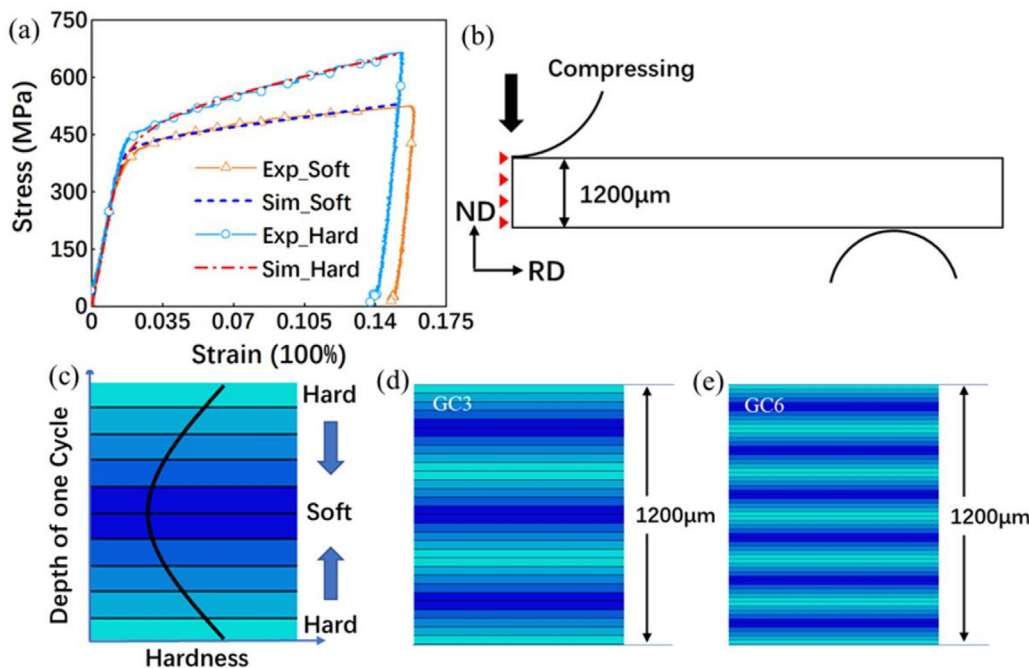 (a)
750
600
450
300
150
0
Stress (MPa)
Exp_Soft
Sim_Soft
Exp_Hard
Sim_Hard
0
0.035
0.07
0.105
0.14
0.175
Strain (100%)
(b)
Compressing
1200μm
ND
RD
(c)
Depth of one Cycle
Hard
Soft
Hard
Hardness
(d)
GC3
1200μm
(e)
GC6
1200μm